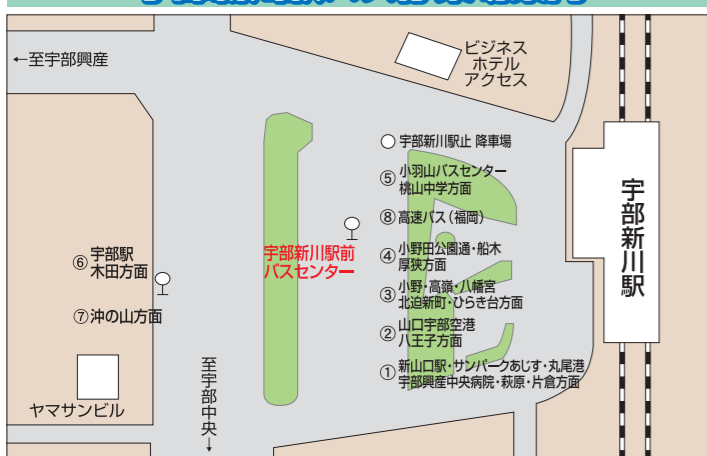 ←至宇部興産
ビジネス
ホテル
アクセス
○ 宇部新川駅止 降車場
⑤ 小羽山バスセンター
桃山中学方面
⑧ 高速バス(福岡)
④ 小野田公園通・船木
厚狭方面
③ 小野・高嶺・八幡宮
北迫新町・ひらき台方面
② 山口宇部空港
八王子方面
① 新山口駅・サンパークあじす・丸尾港
宇部興産中央病院・萩原・片倉方面
宇部新川駅前
バスセンター
⑥ 宇部駅
木田方面
⑦ 沖の山方面
ヤマサンビル
至宇部中央→
宇部新川駅